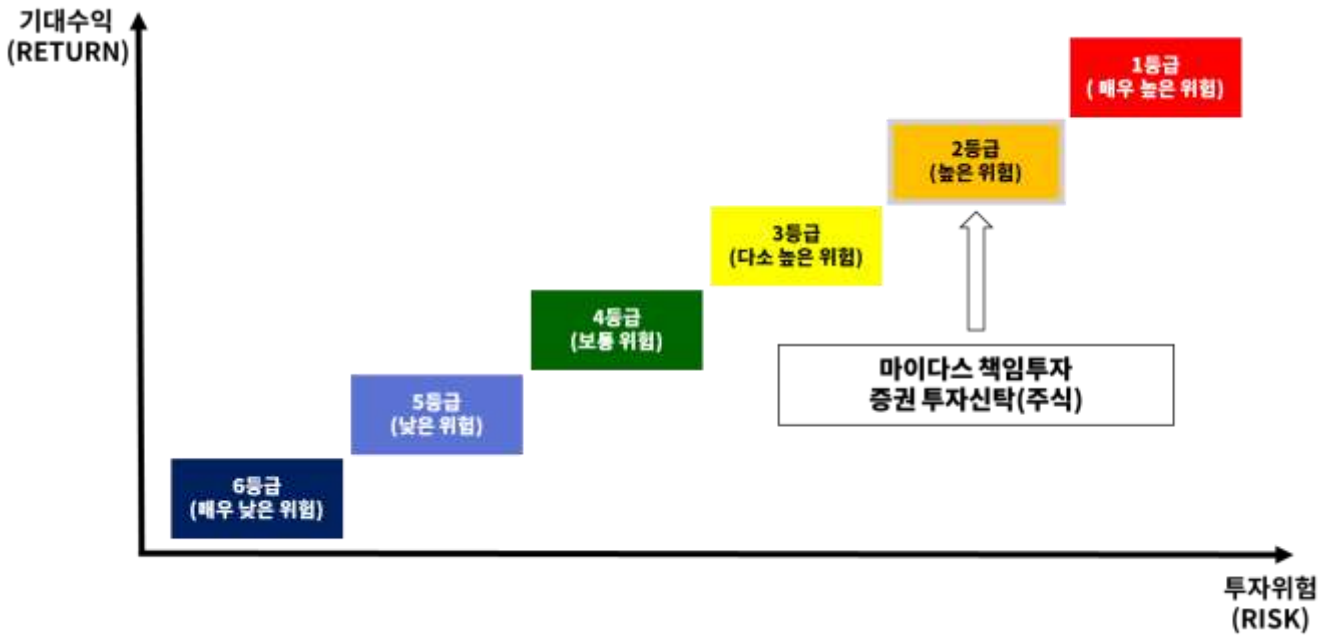 기대수익
(RETURN)
1등급
( 매우 높은 위험)
2등급
(높은 위험)
3등급
(다소 높은 위험)
4등급
(보통 위험)
마이다스 책임투자
증권 투자신탁(주식)
5등급
(낮은 위험)
6등급
(매우 낮은 위험)
투자위험
(RISK)